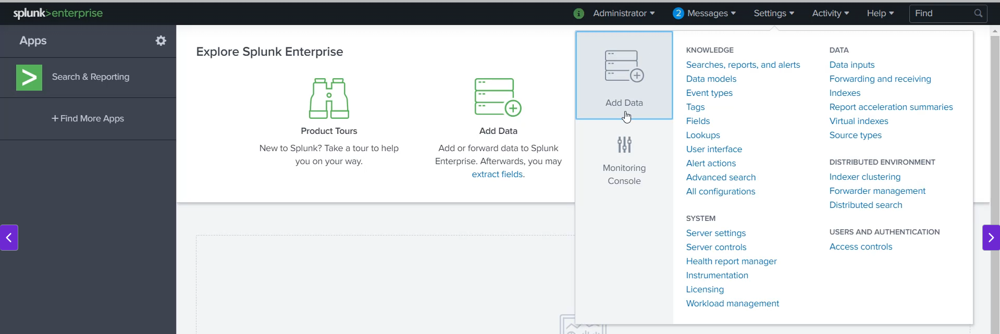 splunk>enterprise
i Administrator 2 Messages Settings Activity Help Find
Apps
Search & Reporting
+ Find More Apps
Explore Splunk Enterprise
Product Tours
New to Splunk? Take a tour to help
you on your way.
Add Data
Add or forward data to Splunk
Enterprise. Afterwards, you may
extract fields.
Add Data
Monitoring
Console
KNOWLEDGE
Searches, reports, and alerts
Data models
Event types
Tags
Fields
Lookups
User interface
Alert actions
Advanced search
All configurations
SYSTEM
Server settings
Server controls
Health report manager
Instrumentation
Licensing
Workload management
DATA
Data inputs
Forwarding and receiving
Indexes
Report acceleration summaries
Virtual indexes
Source types
DISTRIBUTED ENVIRONMENT
Indexer clustering
Forwarder management
Distributed search
USERS AND AUTHENTICATION
Access controls